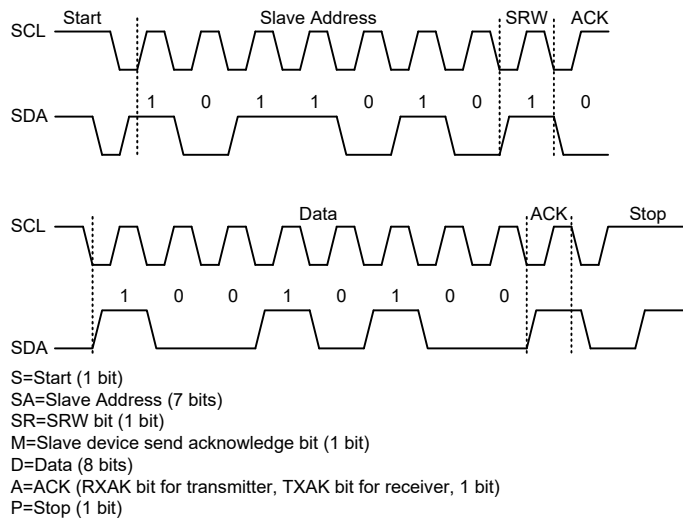 Start Slave Address SRW ACK
SCL
1 0 1 1 0 1 0 1 0
SDA
Data ACK Stop
SCL
1 0 0 1 0 1 0 0
SDA
S=Start (1 bit)
SA=Slave Address (7 bits)
SR=SRW bit (1 bit)
M=Slave device send acknowledge bit (1 bit)
D=Data (8 bits)
A=ACK (RXAK bit for transmitter, TXAK bit for receiver, 1 bit)
P=Stop (1 bit)